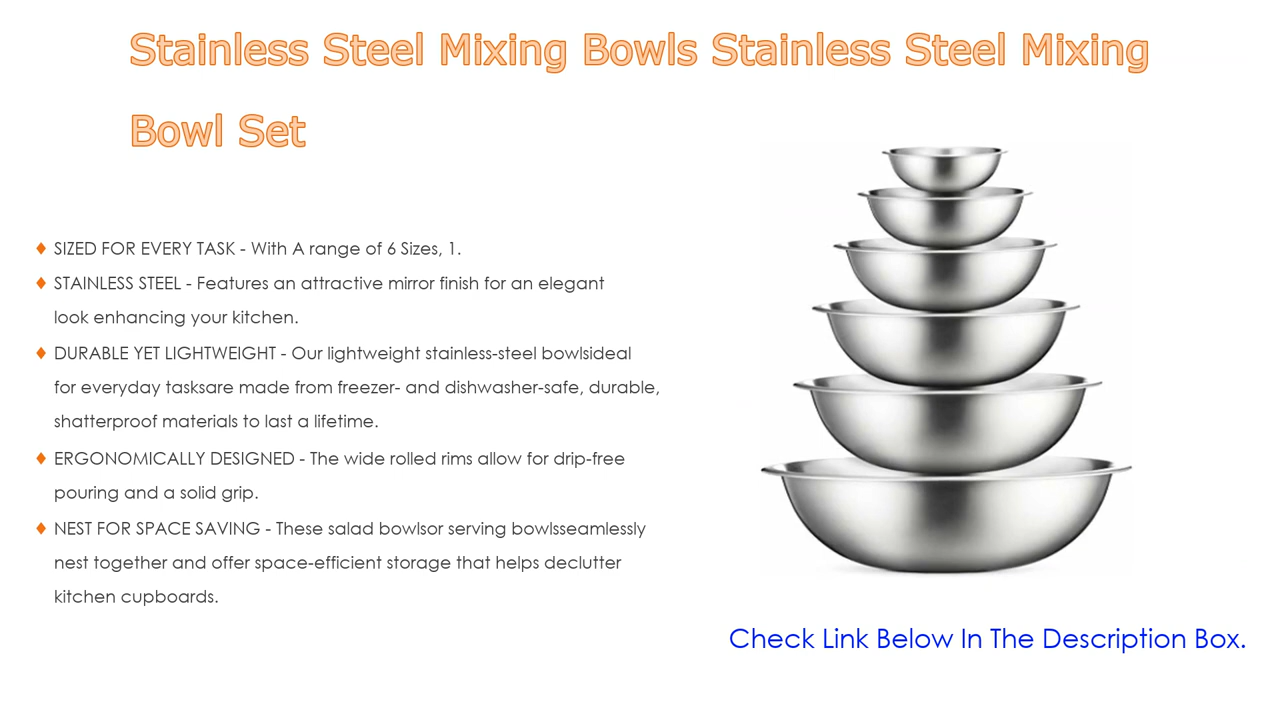 Stainless Steel Mixing Bowls Stainless Steel Mixing
Bowl Set
SIZED FOR EVERY TASK - With A range of 6 Sizes, 1.
STAINLESS STEEL - Features an attractive mirror finish for an elegant
look enhancing your kitchen.
DURABLE YET LIGHTWEIGHT - Our lightweight stainless-steel bowlsideal
for everyday tasksare made from freezer- and dishwasher-safe, durable,
shatterproof materials to last a lifetime.
ERGONOMICALLY DESIGNED - The wide rolled rims allow for drip-free
pouring and a solid grip.
NEST FOR SPACE SAVING - These salad bowlsor serving bowlsseamlessly
nest together and offer space-efficient storage that helps declutter
kitchen cupboards.
Check Link Below In The Description Box.